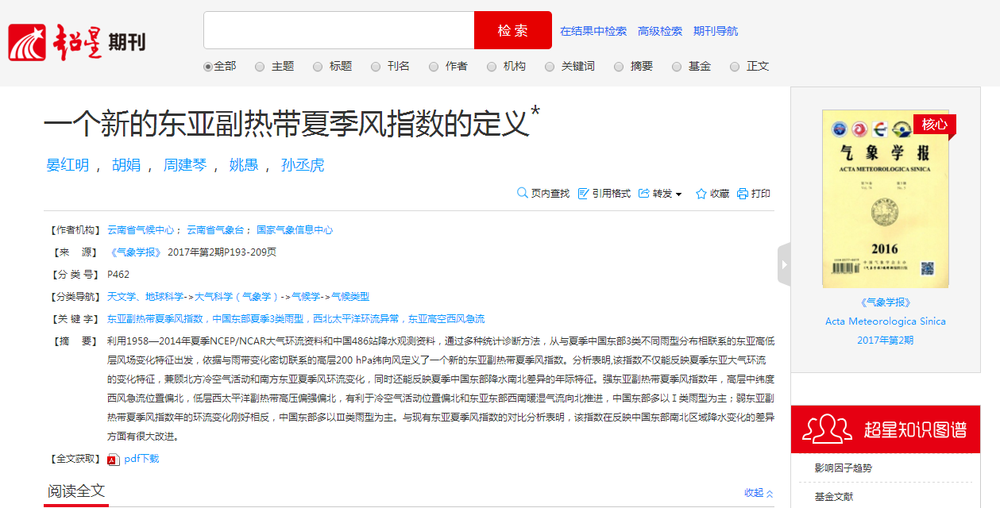 超星 期刊
检 索
在结果中检索 高级检索 期刊导航
全部 主题 标题 刊名 作者 机构 关键词 摘要 基金 正文
一个新的东亚副热带夏季风指数的定义*
晏红明 ， 胡娟 ， 周建琴 ， 姚愚 ， 孙丞虎
页内查找 引用格式 转发 收藏 打印
【作者机构】 云南省气候中心； 云南省气象台； 国家气象信息中心
【来 源】 《气象学报》 2017年第2期P193-209页
【分 类 号】 P462
【分类导航】 天文学、地球科学->大气科学（气象学）->气候学->气候类型
【关 键 字】 东亚副热带夏季风指数，中国东部夏季3类雨型，西北太平洋环流异常，东亚高空西风急流
【摘 要】 利用1958—2014年夏季NCEP/NCAR大气环流资料和中国486站降水观测资料，通过多种统计诊断方法，从与夏季中国东部3类不同雨型分布相联系的东亚高低
层风场变化特征出发，依据与雨带变化密切联系的高层200 hPa纬向风定义了一个新的东亚副热带夏季风指数。分析表明,该指数不仅能反映夏季东亚大气环流
的变化特征，兼顾北方冷空气活动和南方东亚夏季风环流变化，同时还能反映夏季中国东部降水南北差异的年际特征。强东亚副热带夏季风指数年，高层中纬度
西风急流位置偏北，低层西太平洋副热带高压偏强偏北，有利于冷空气活动位置偏北和东亚东部西南暖湿气流向北推进，中国东部多以Ⅰ类雨型为主；弱东亚副
热带夏季风指数年的环流变化刚好相反，中国东部多以Ⅲ类雨型为主。与现有东亚夏季风指数的对比分析表明，该指数在反映中国东部南北区域降水变化的差异
方面有很大改进。
【全文获取】 pdf下载
阅读全文
收起
核心
气象学报
ACTA METEOROLOGICA SINICA
2016
《气象学报》
Acta Meteorologica Sinica
2017年第2期
超星知识图谱
影响因子趋势
基金文献